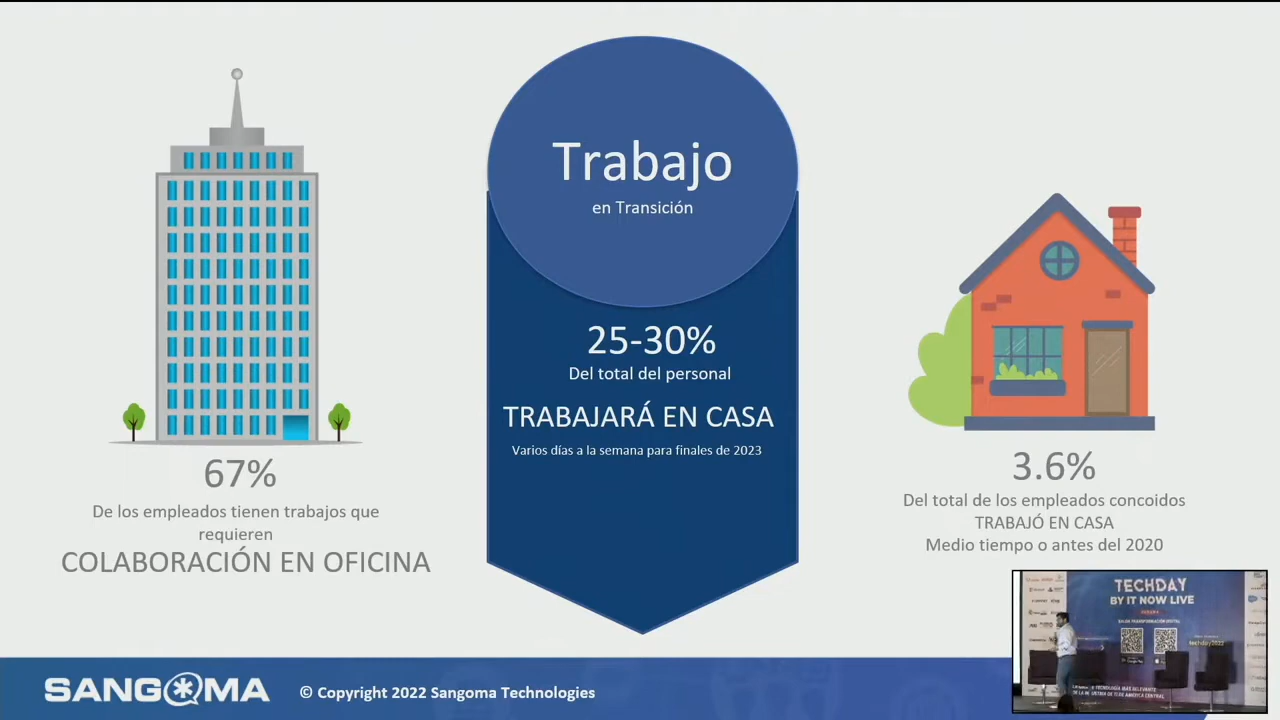 Trabajo
en Transición
25-30%
Del total del personal
TRABAJARÁ EN CASA
Varios días a la semana para finales de 2023
67%
De los empleados tienen trabajos que
requieren
COLABORACIÓN EN OFICINA
3.6%
Del total de los empleados concoidos
TRABAJÓ EN CASA
Medio tiempo o antes del 2020
TECHDAY
BY IT NOW LIVE
techday2022
SANGOMA
© Copyright 2022 Sangoma Technologies